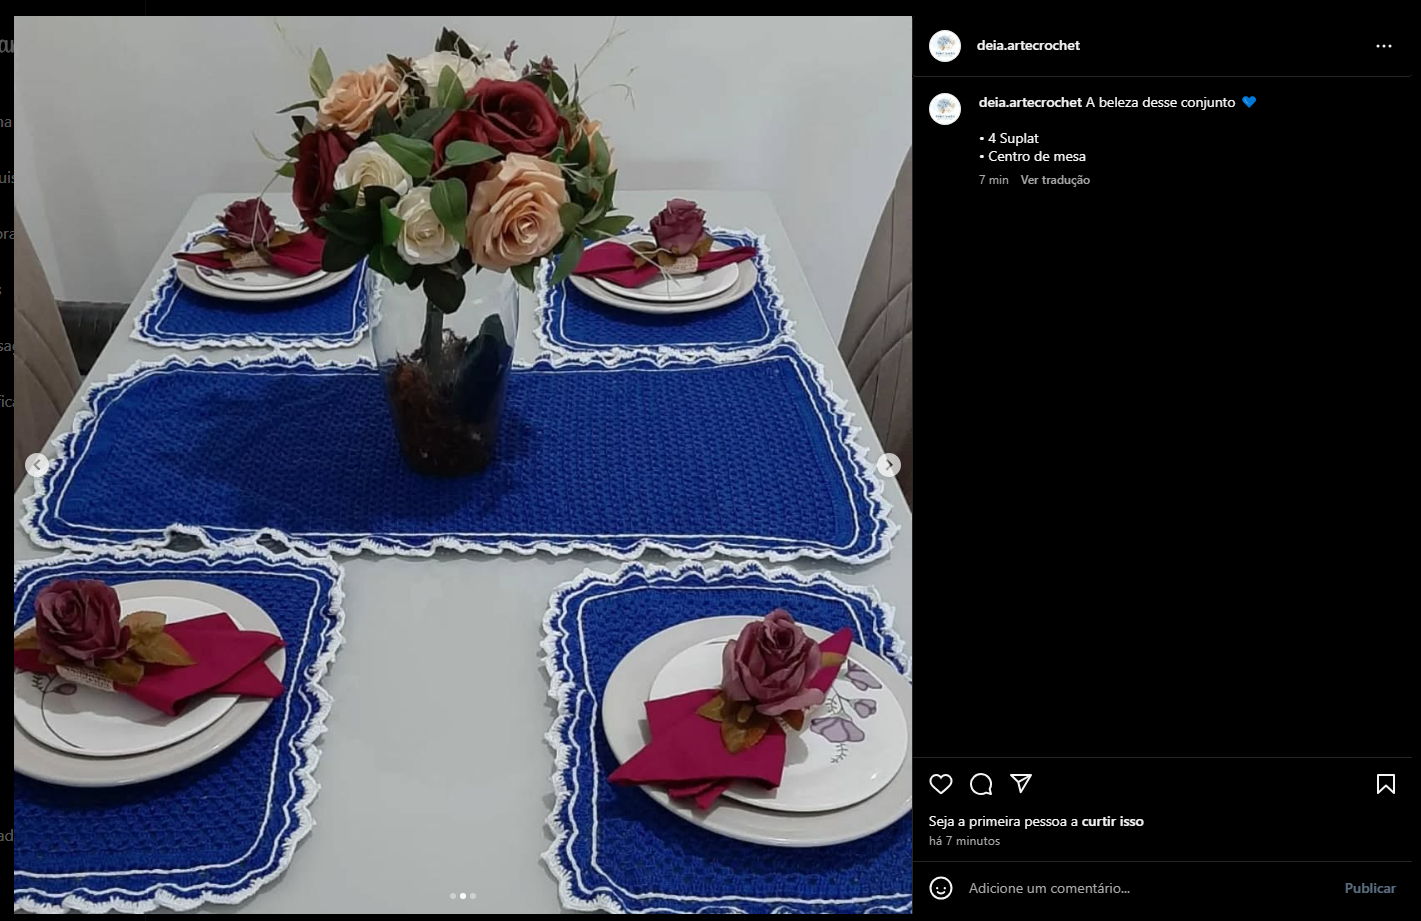 deia.artecrochet
deia.artecrochet A beleza desse conjunto 💙
• 4 Suplat
• Centro de mesa
7 min Ver tradução
Seja a primeira pessoa a curtir isso
há 7 minutos
Adicione um comentário... Publicar